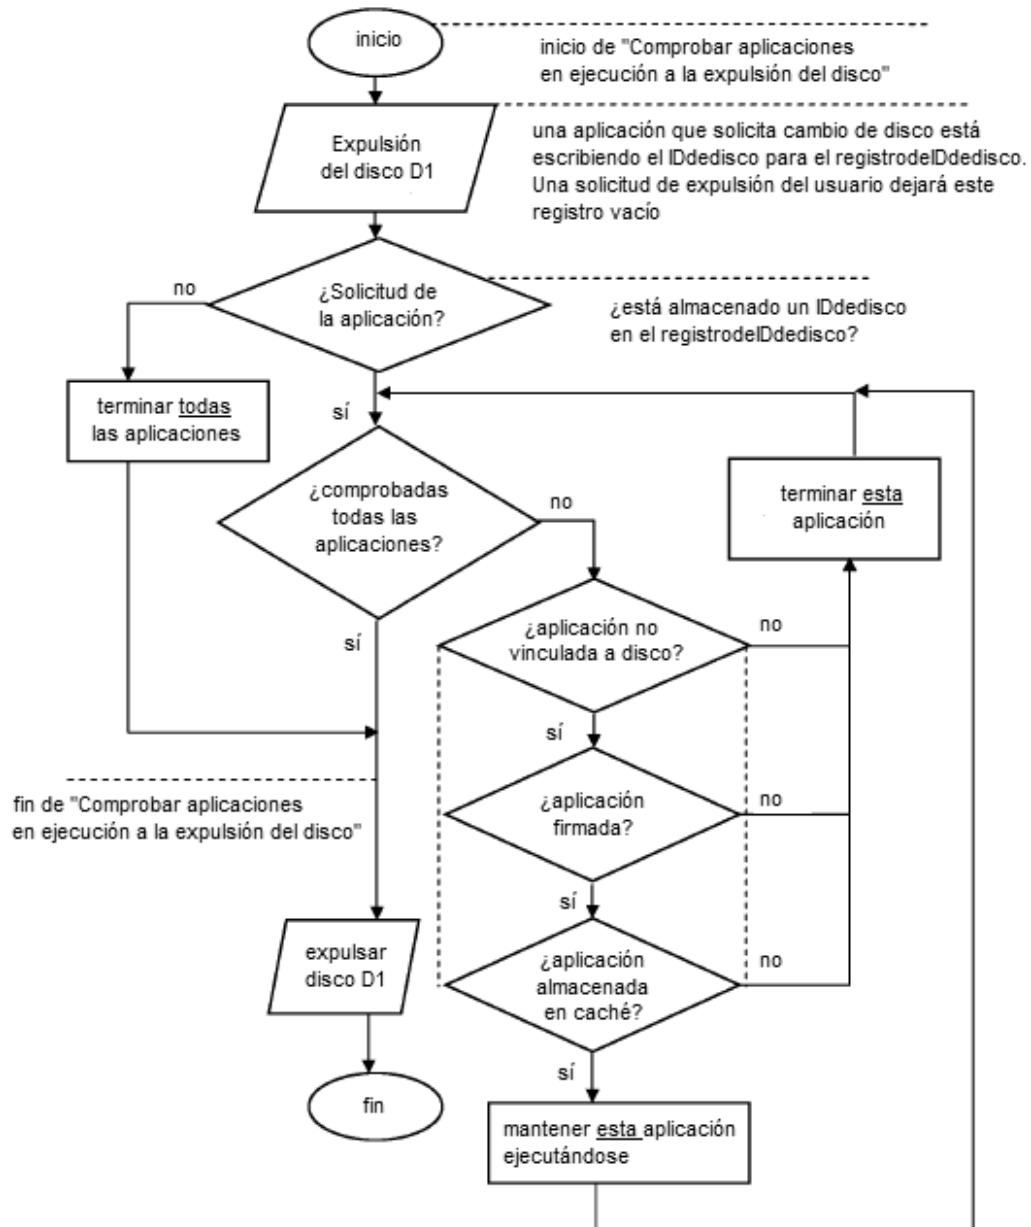 inicio
inicio de "Comprobar aplicaciones
en ejecución a la expulsión del disco"
Expulsión
del disco D1
una aplicación que solicita cambio de disco está
escribiendo el IDdedisco para el registrodeIDdedisco.
Una solicitud de expulsión del usuario dejará este
registro vacío
¿Solicitud de
la aplicación?
no
¿está almacenado un IDdedisco
en el registrodeIDdedisco?
terminar todas
las aplicaciones
sí
¿comprobadas
todas las
aplicaciones?
no
terminar esta
aplicación
sí
¿aplicación no
vinculada a disco?
no
sí
fin de "Comprobar aplicaciones
en ejecución a la expulsión del disco"
¿aplicación
firmada?
no
sí
expulsar
disco D1
¿aplicación
almacenada
en caché?
no
sí
fin
mantener esta aplicación
ejecutándose